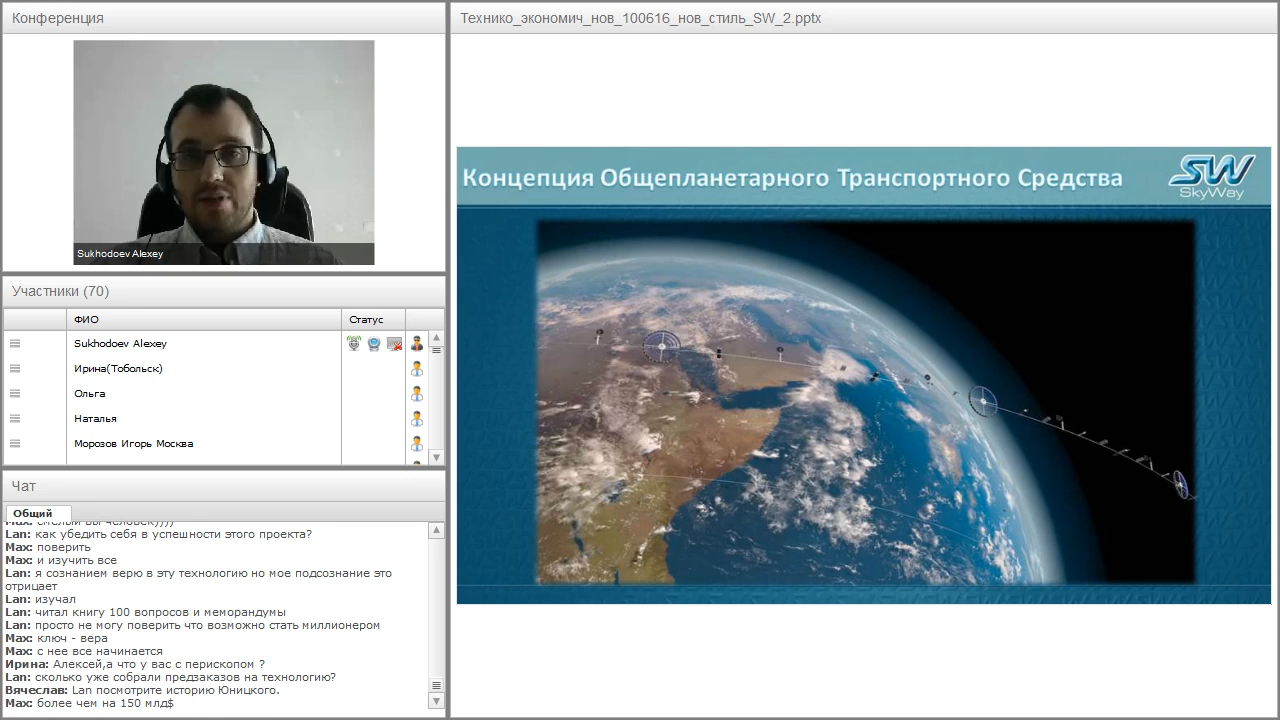 Конференция
Sukhodoev Alexey
Участники (70)
ФИО
Статус
Sukhodoev Alexey
Ирина(Тобольск)
Ольга
Наталья
Морозов Игорь Москва
Чат
Общий
Max: смелый вы человек))))
Lan: как убедить себя в успешности этого проекта?
Max: поверить
Max: и изучить все
Lan: я сознанием верю в эту технологию но мое подсознание это
отрицает
Lan: изучал
Lan: читал книгу 100 вопросов и меморандумы
Lan: просто не могу поверить что возможно стать миллионером
Max: ключ - вера
Max: с нее все начинается
Ирина: Алексей,а что у вас с перископом ?
Lan: сколько уже собрали предзаказов на технологию?
Вячеслав: Lan посмотрите историю Юницкого.
Max: более чем на 150 млд$
Технико_экономич_нов_100616_нов_стиль_SW_2.pptx
Концепция Общепланетарного Транспортного Средства
SW
SkyWay